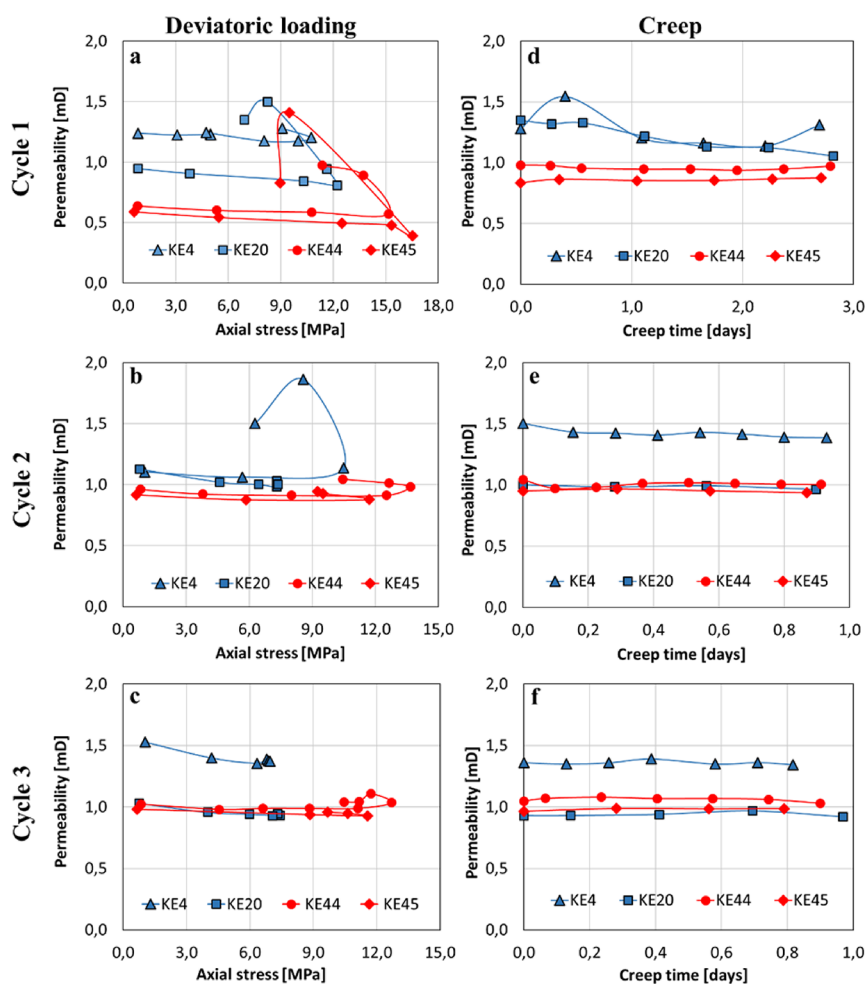 Deviatoric loading
Creep
Cycle 1
a
2,0
1,5
1,0
0,5
0,0
Peremeability [mD]
KE4 KE20 KE44 KE45
0,0 3,0 6,0 9,0 12,0 15,0 18,0
Axial stress [MPa]
d
2,0
1,5
1,0
0,5
0,0
Permeability [mD]
KE4 KE20 KE44 KE45
0,0 1,0 2,0 3,0
Creep time [days]
Cycle 2
b
2,0
1,5
1,0
0,5
0,0
Permeability [mD]
KE4 KE20 KE44 KE45
0,0 3,0 6,0 9,0 12,0 15,0
Axial stress [MPa]
e
2,0
1,5
1,0
0,5
0,0
Permeability [mD]
KE4 KE20 KE44 KE45
0,0 0,2 0,4 0,6 0,8 1,0
Creep time [days]
Cycle 3
c
2,0
1,5
1,0
0,5
0,0
Permeability [mD]
KE4 KE20 KE44 KE45
0,0 3,0 6,0 9,0 12,0 15,0
Axial stress [MPa]
f
2,0
1,5
1,0
0,5
0,0
Permeability [mD]
KE4 KE20 KE44 KE45
0,0 0,2 0,4 0,6 0,8 1,0
Creep time [days]